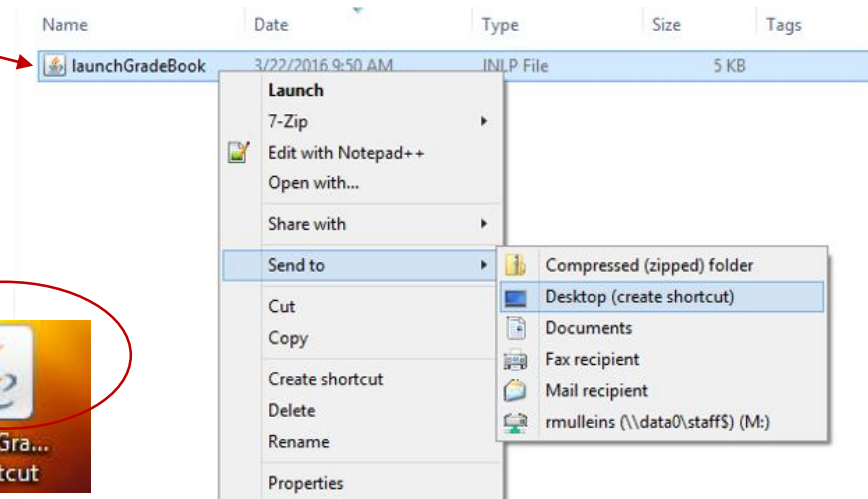 Name Date Type Size Tags
launchGradeBook 3/22/2016 9:50 AM JNLP File 5 KB
Launch
7-Zip
Edit with Notepad++
Open with...
Share with
Send to
Compressed (zipped) folder
Desktop (create shortcut)
Documents
Fax recipient
Mail recipient
rmulleins (\\data0\staff$) (M:)
Cut
Copy
Create shortcut
Delete
Rename
Properties
Gra...
tcut